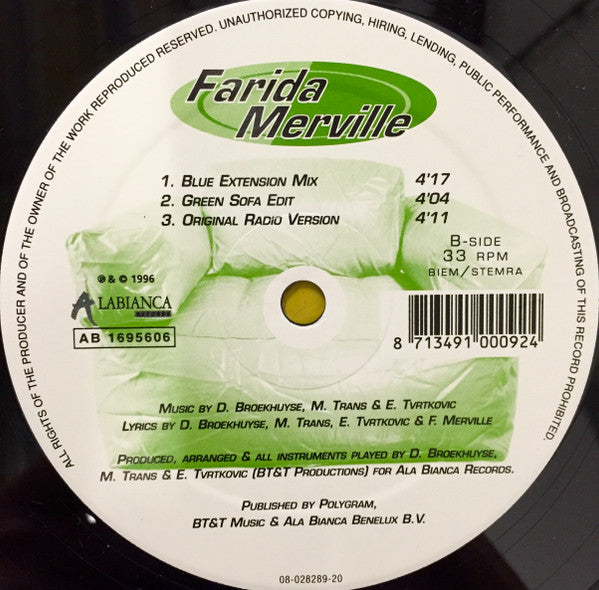 ALL RIGHTS OF THE PRODUCER AND OF THE OWNER OF THE WORK REPRODUCED RESERVED. UNAUTHORIZED COPYING, HIRING, LENDING, PUBLIC PERFORMANCE AND BROADCASTING OF THIS RECORD PROHIBITED.
Farida
Merville
1. BLUE EXTENSION MIX 4'17
2. GREEN SOFA EDIT 4'04
3. ORIGINAL RADIO VERSION 4'11
B-SIDE
33 RPM
BIEM/STEMRA
℗ & © 1996
ALABIANCA
RECORDS
AB 1695606
8 713491 000924
MUSIC BY D. BROEKHUYSE, M. TRANS & E. TVRTKOVIC
LYRICS BY D. BROEKHUYSE, M. TRANS, E. TVRTKOVIC & F. MERVILLE
PRODUCED, ARRANGED & ALL INSTRUMENTS PLAYED BY D. BROEKHUYSE,
M. TRANS & E. TVRTKOVIC (BT&T PRODUCTIONS) FOR ALA BIANCA RECORDS.
PUBLISHED BY POLYGRAM,
BT&T MUSIC & ALA BIANCA BENELUX B.V.
08-028289-20